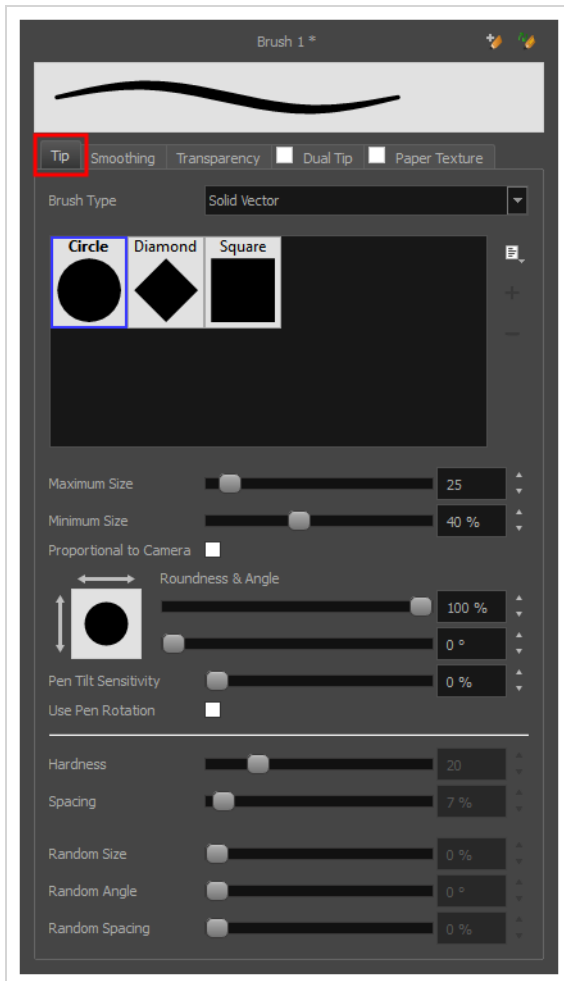 Brush 1 *
Tip Smoothing Transparency Dual Tip Paper Texture
Brush Type Solid Vector
Circle Diamond Square
Maximum Size 25
Minimum Size 40 %
Proportional to Camera
Roundness & Angle
100 %
0 °
Pen Tilt Sensitivity 0 %
Use Pen Rotation
Hardness 20
Spacing 7 %
Random Size 0 %
Random Angle 0 °
Random Spacing 0 %